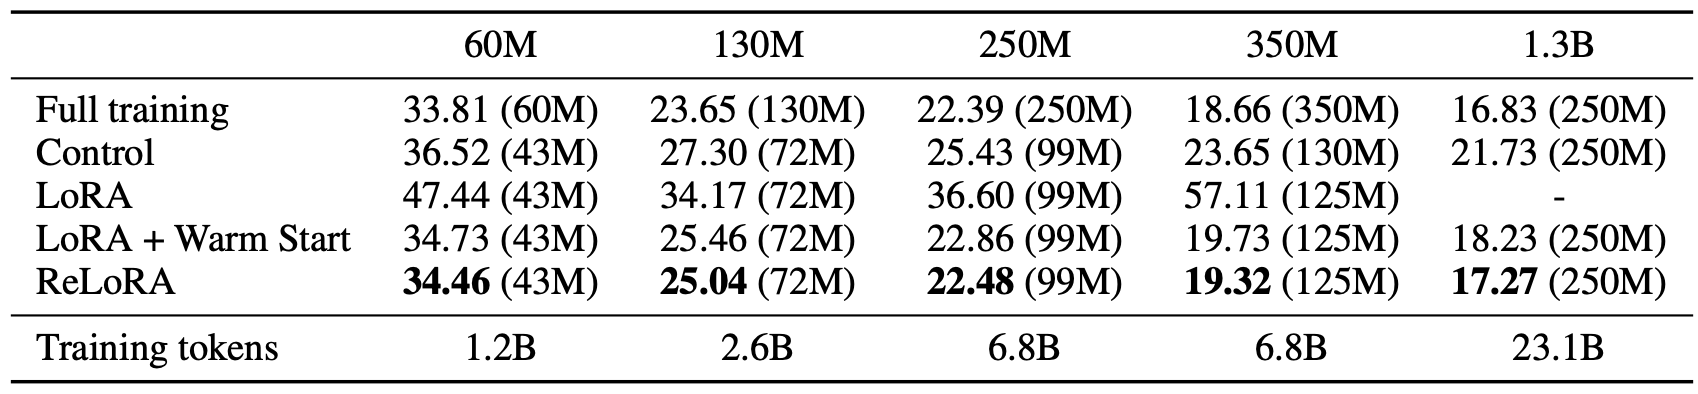 60M 130M 250M 350M 1.3B
Full training 33.81 (60M) 23.65 (130M) 22.39 (250M) 18.66 (350M) 16.83 (250M)
Control 36.52 (43M) 27.30 (72M) 25.43 (99M) 23.65 (130M) 21.73 (250M)
LoRA 47.44 (43M) 34.17 (72M) 36.60 (99M) 57.11 (125M) -
LoRA + Warm Start 34.73 (43M) 25.46 (72M) 22.86 (99M) 19.73 (125M) 18.23 (250M)
ReLoRA 34.46 (43M) 25.04 (72M) 22.48 (99M) 19.32 (125M) 17.27 (250M)
Training tokens 1.2B 2.6B 6.8B 6.8B 23.1B